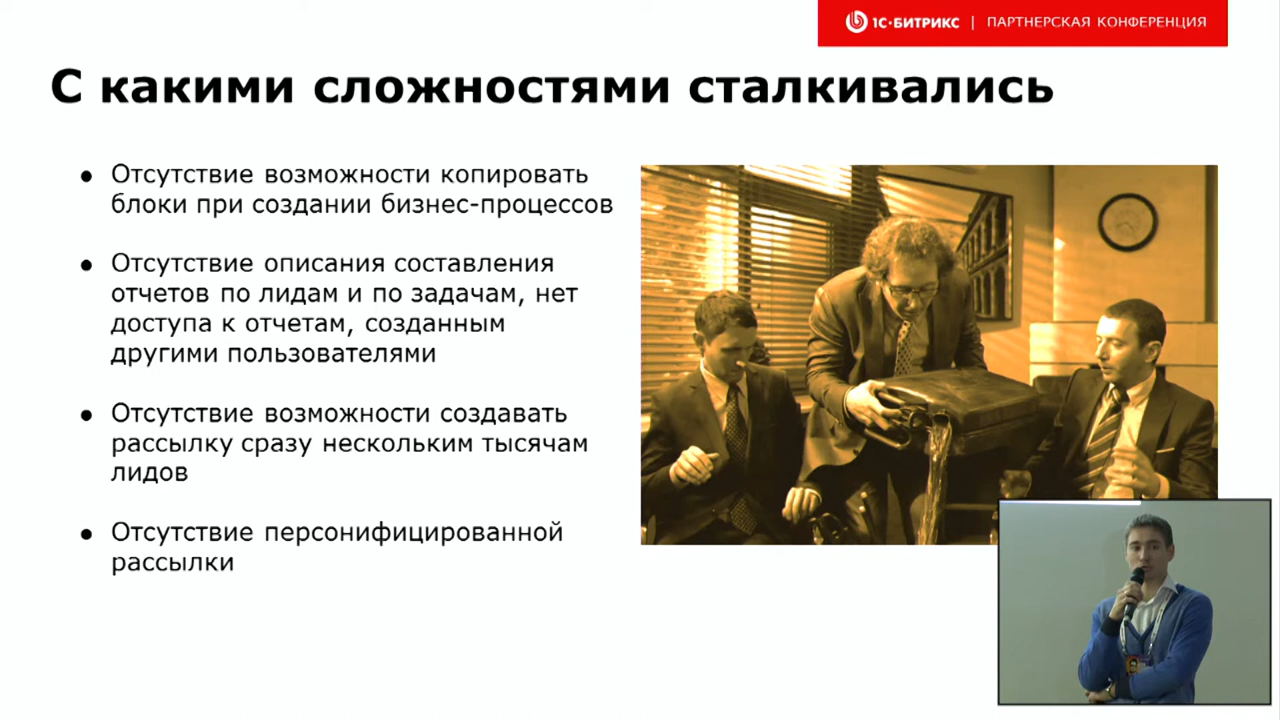 1С-БИТРИКС | ПАРТНЕРСКАЯ КОНФЕРЕНЦИЯ
С какими сложностями сталкивались
● Отсутствие возможности копировать
блоки при создании бизнес-процессов
● Отсутствие описания составления
отчетов по лидам и по задачам, нет
доступа к отчетам, созданным
другими пользователями
● Отсутствие возможности создавать
рассылку сразу нескольким тысячам
лидов
● Отсутствие персонифицированной
рассылки